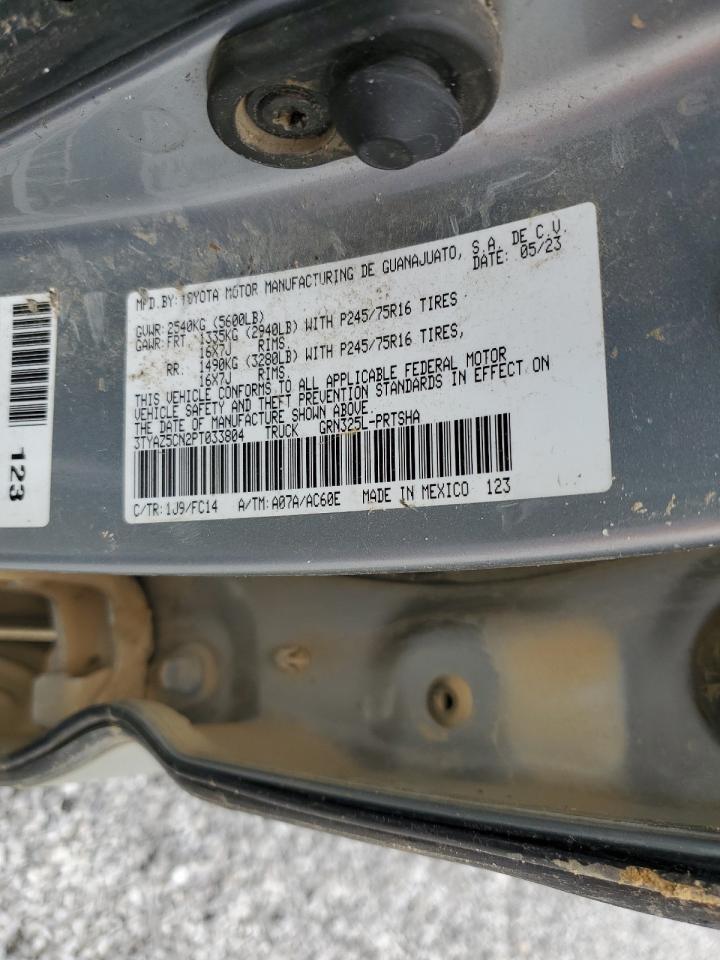 MFD.BY:TOYOTA MOTOR MANUFACTURING DE GUANAJUATO, S.A. DE C.V.
DATE: 05/23
GVWR:2540KG (5600LB)
GAWR:FRT. 1335KG (2940LB) WITH P245/75R16 TIRES
16X7J RIMS,
RR. 1490KG (3280LB) WITH P245/75R16 TIRES,
16X7J RIMS,
THIS VEHICLE CONFORMS TO ALL APPLICABLE FEDERAL MOTOR
VEHICLE SAFETY AND THEFT PREVENTION STANDARDS IN EFFECT ON
THE DATE OF MANUFACTURE SHOWN ABOVE.
3TYAZ5CN2PT033804 TRUCK GRN325L-PRTSHA
C/TR:1J9/FC14 A/TM:A07A/AC60E MADE IN MEXICO 123
123